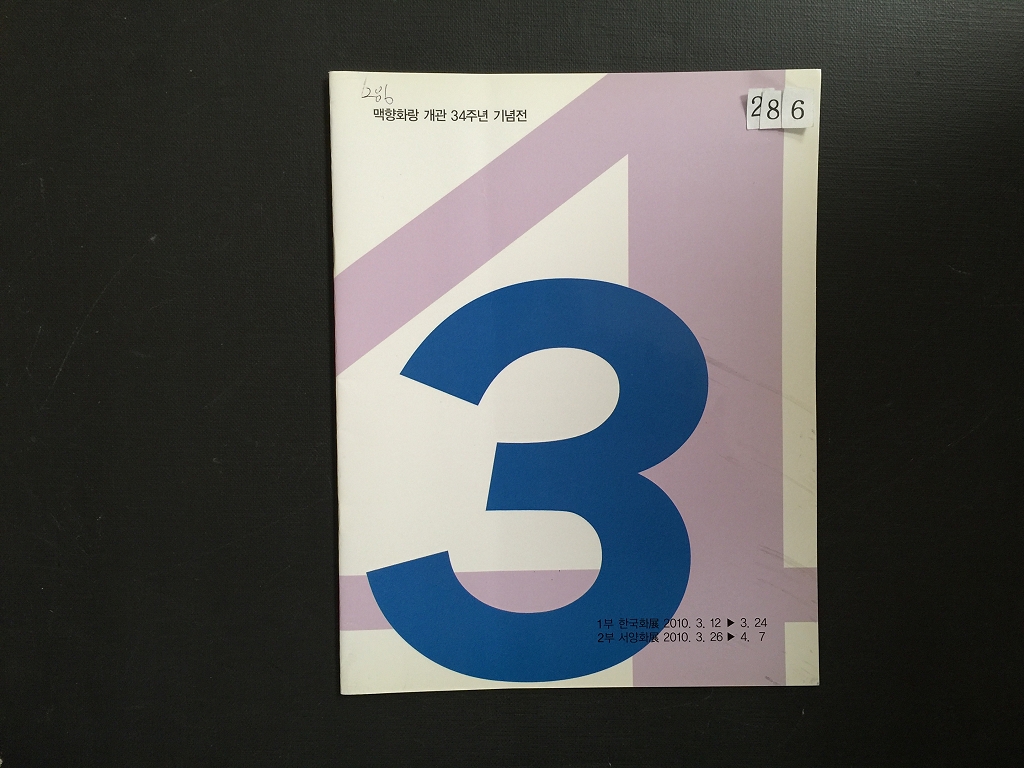 286
맥향화랑 개관 34주년 기념전
286
34
1부 한국화展 2010. 3. 12 ▶ 3. 24
2부 서양화展 2010. 3. 26 ▶ 4. 7